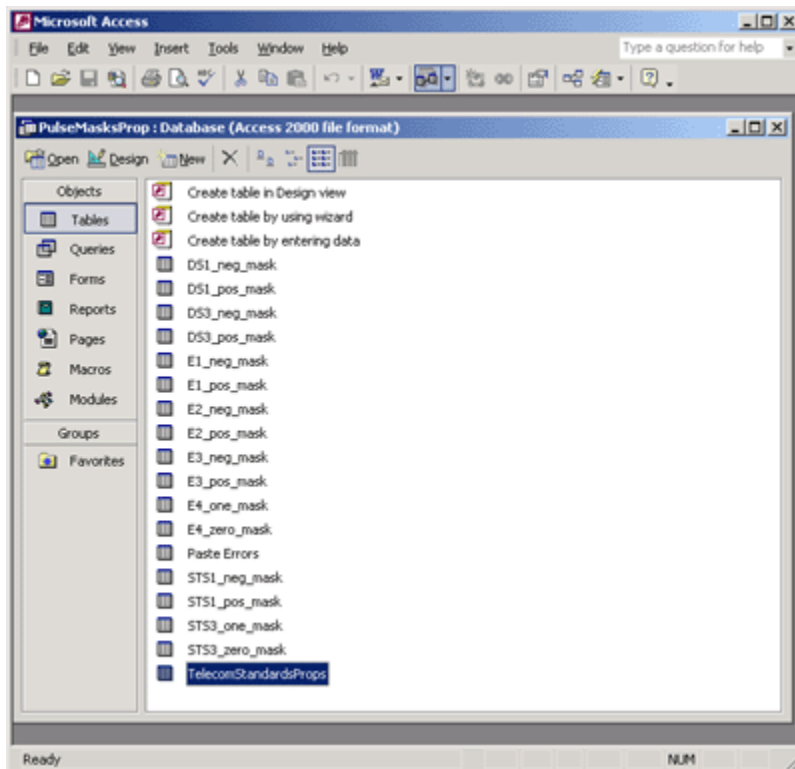 Microsoft Access
File Edit View Insert Tools Window Help Type a question for help
PulseMasksProp : Database (Access 2000 file format)
Open Design New
Objects
Tables
Queries
Forms
Reports
Pages
Macros
Modules
Groups
Favorites
Create table in Design view
Create table by using wizard
Create table by entering data
DS1_neg_mask
DS1_pos_mask
DS3_neg_mask
DS3_pos_mask
E1_neg_mask
E1_pos_mask
E2_neg_mask
E2_pos_mask
E3_neg_mask
E3_pos_mask
E4_one_mask
E4_zero_mask
Paste Errors
STS1_neg_mask
STS1_pos_mask
STS3_one_mask
STS3_zero_mask
TelecomStandardsProps
Ready NUM